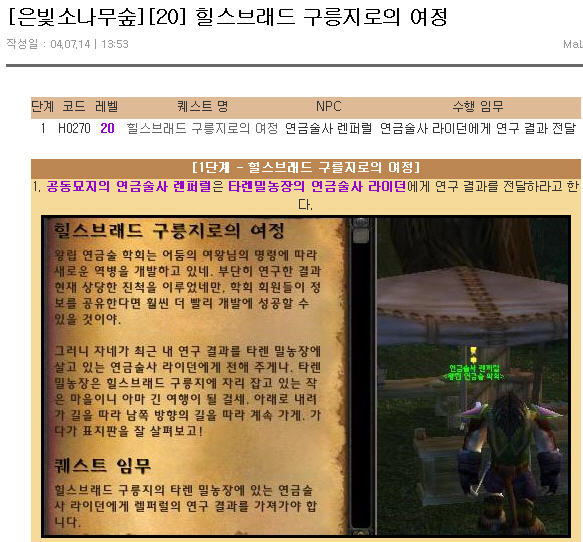 [은빛소나무숲][20] 힐스브래드 구릉지로의 여정
작성일 : 04,07,14 | 13:53
Mal
단계 코드 레벨 퀘스트 명 NPC 수행 임무
1 H0270 20 힐스브래드 구릉지로의 여정 연금술사 렌퍼럴 연금술사 라이던에게 연구 결과 전달
[1단계 - 힐스브래드 구릉지로의 여정]
1. 공동묘지의 연금술사 렌퍼럴은 타렌밀농장의 연금술사 라이던에게 연구 결과를 전달하라고 한
다.
힐스브래드 구릉지로의 여정
왕립 연금술 학회는 어둠의 여왕님의 명령에 따라
새로운 역병을 개발하고 있네. 부단히 연구한 결과
현재 상당한 진척을 이루었네만, 학회 회원들이 정
보를 공유한다면 훨씬 더 빨리 개발에 성공할 수
있을 것이야.
그러니 자네가 최근 내 연구 결과를 타렌 밀농장에
살고 있는 연금술사 라이던에게 전해 주게나. 타렌
밀농장은 힐스브래드 구릉지에 자리 잡고 있는 작
은 마을이니 아마 긴 여행이 될 걸세. 아래로 내려
가 길을 따라 남쪽 방향의 길을 따라 계속 가게. 가
다가 표지판을 잘 살펴보고!
퀘스트 임무
힐스브래드 구릉지의 타렌 밀농장에 있는 연금술
사 라이던에게 렌퍼럴의 연구 결과를 가져가야 합
니다.
연금술사 렌퍼럴
<왕립 연금술 학회>